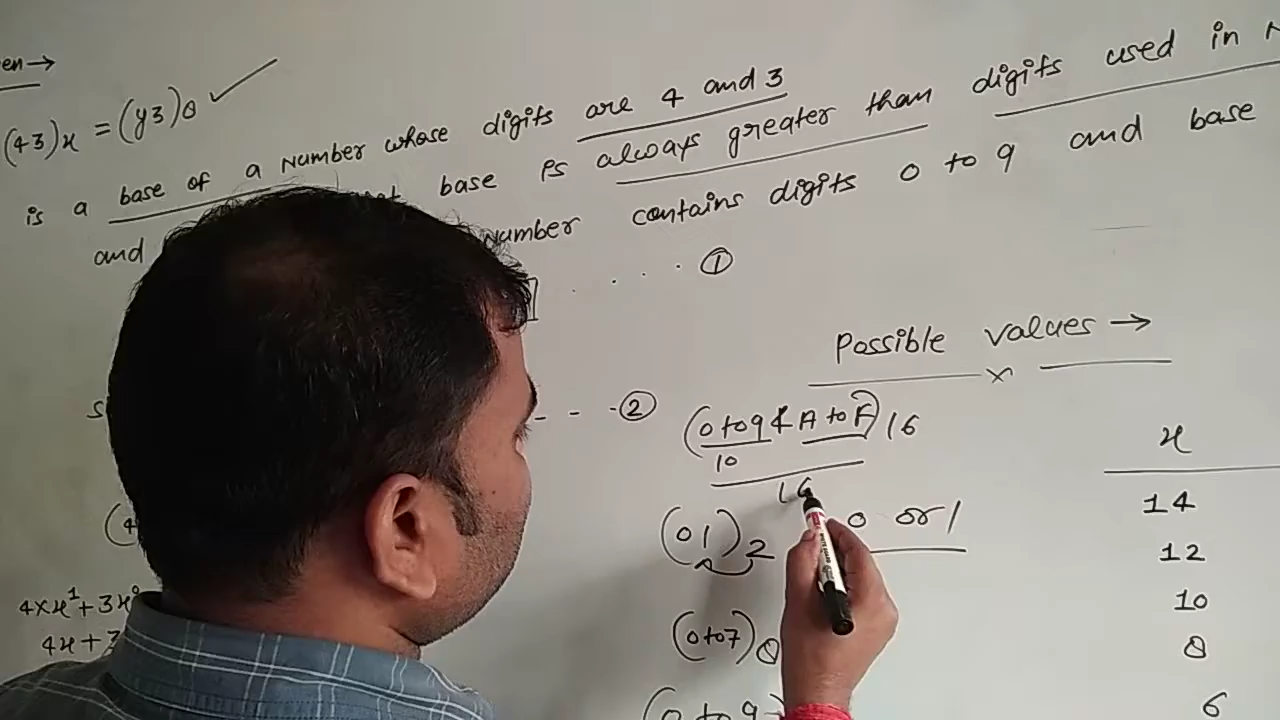 en →
(43)x = (y3)8 ✓
is a base of a Number whose digits are 4 and 3
and base is always greater than digits used in N
Number contains digits 0 to 9 and base
. . . . ①
Possible values →
x
- - - ②
(0 to 9 & A to F)16
10
16
x
14
(01)2 0 or 1
12
4×x¹ + 3x⁰
10
4x + 3
(0 to 7)8
8
(0 to 9
6